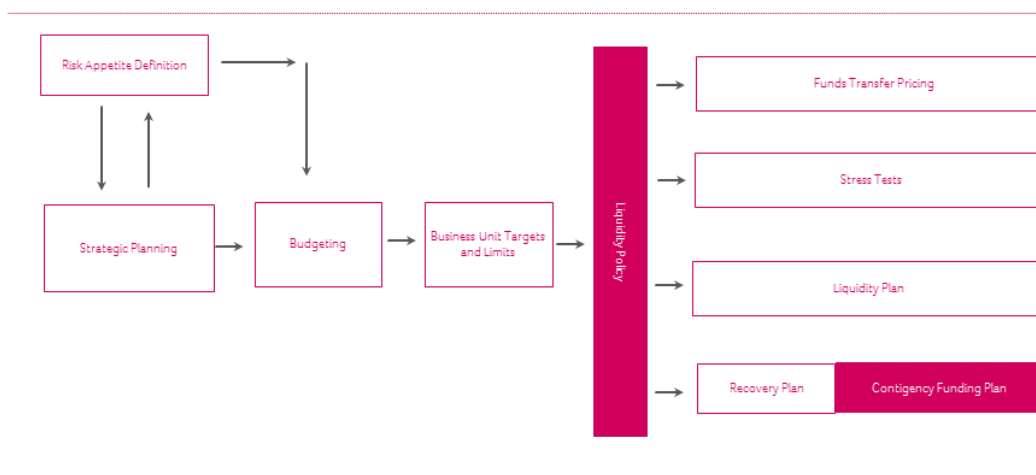 Risk Appetite Definition
Strategic Planning
Budgeting
Business Unit Targets
and Limits
Liquidity Policy
Funds Transfer Pricing
Stress Tests
Liquidity Plan
Recovery Plan
Contigency Funding Plan